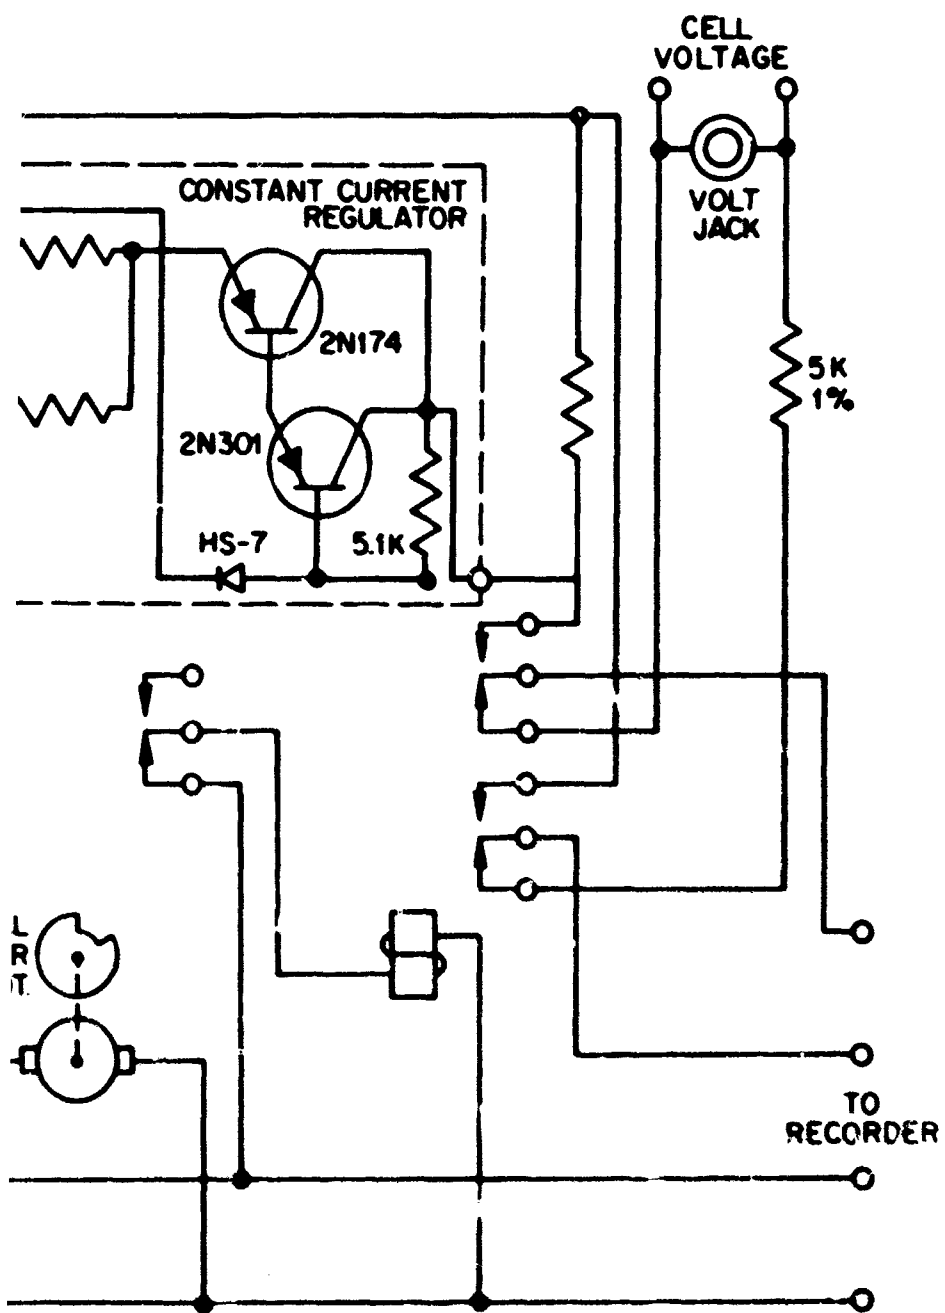 CELL
VOLTAGE
CONSTANT CURRENT
REGULATOR
VOLT
JACK
2N174
5K
1%
2N301
HS-7
5.1K
L
R
T.
TO
RECORDER